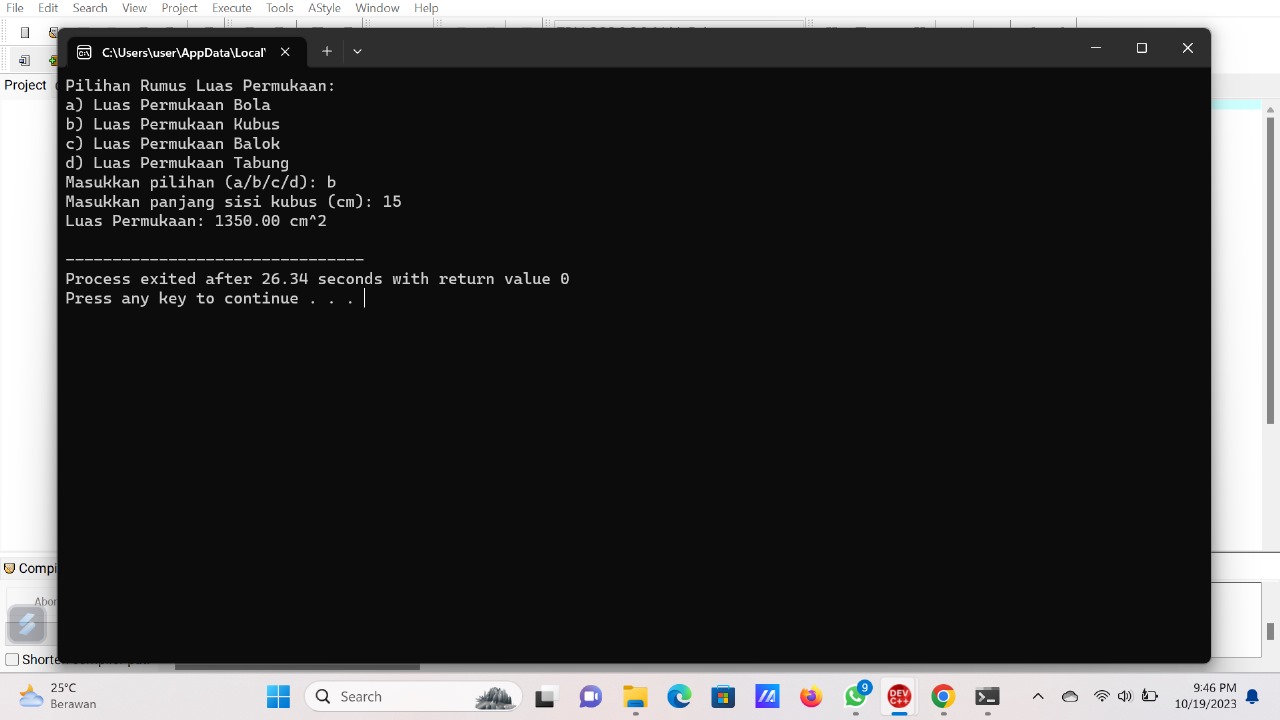 File Edit Search View Project Execute Tools AStyle Window Help
C:\Users\user\AppData\Local'
Project
Pilihan Rumus Luas Permukaan:
a) Luas Permukaan Bola
b) Luas Permukaan Kubus
c) Luas Permukaan Balok
d) Luas Permukaan Tabung
Masukkan pilihan (a/b/c/d): b
Masukkan panjang sisi kubus (cm): 15
Luas Permukaan: 1350.00 cm^2
--------------------------------
Process exited after 26.34 seconds with return value 0
Press any key to continue . . .
Compi
Abor
25°C
Berawan
Search
9
DEV
C++
9:46 PM
10/19/2023